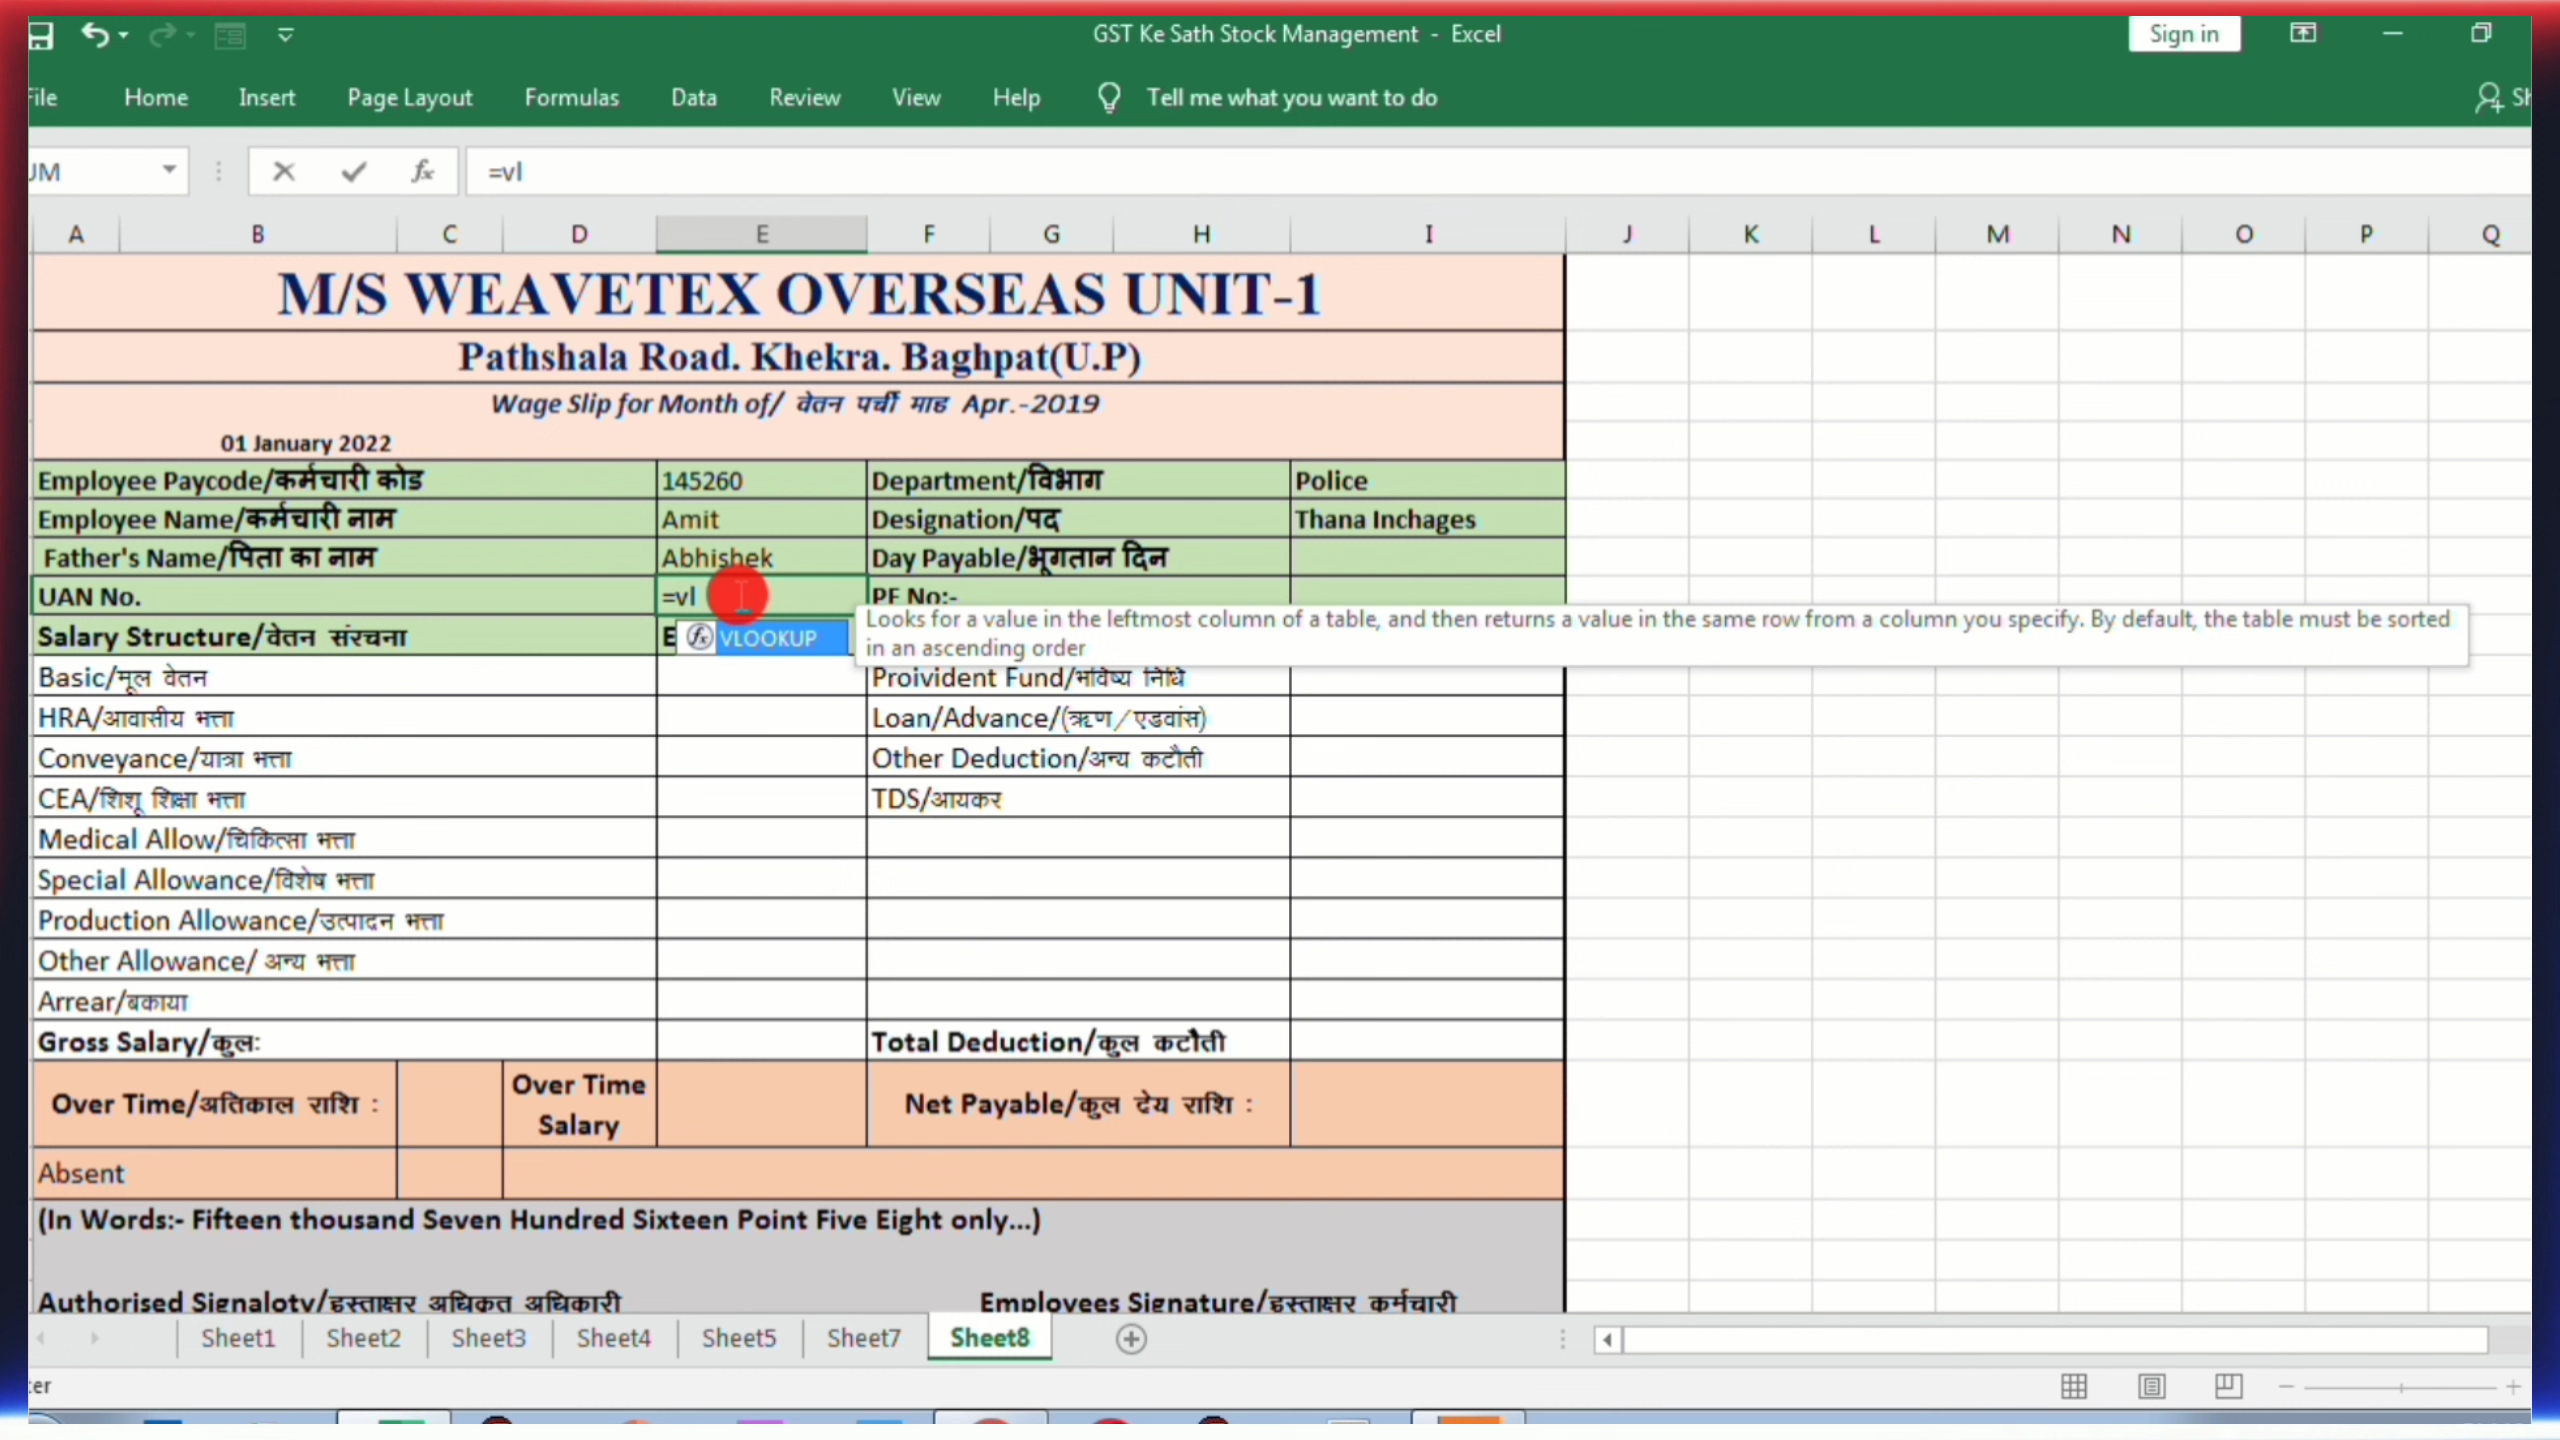 GST Ke Sath Stock Management - Excel
Sign in
File Home Insert Page Layout Formulas Data Review View Help Tell me what you want to do
=vl
A B C D E F G H I J K L M N O P Q
M/S WEAVETEX OVERSEAS UNIT-1
Pathshala Road. Khekra. Baghpat(U.P)
Wage Slip for Month of/ वेतन पर्ची माह Apr.-2019
01 January 2022
Employee Paycode/कर्मचारी कोड 145260 Department/विभाग Police
Employee Name/कर्मचारी नाम Amit Designation/पद Thana Inchages
Father's Name/पिता का नाम Abhishek Day Payable/भूगतान दिन
UAN No. =vl PF No:-
Looks for a value in the leftmost column of a table, and then returns a value in the same row from a column you specify. By default, the table must be sorted
in an ascending order
Salary Structure/वेतन संरचना E VLOOKUP
Basic/मूल वेतन Proivident Fund/भविष्य निधि
HRA/आवासीय भत्ता Loan/Advance/(ऋण/एडवांस)
Conveyance/यात्रा भत्ता Other Deduction/अन्य कटौती
CEA/शिशू शिक्षा भत्ता TDS/आयकर
Medical Allow/चिकित्सा भत्ता
Special Allowance/विशेष भत्ता
Production Allowance/उत्पादन भत्ता
Other Allowance/ अन्य भत्ता
Arrear/बकाया
Gross Salary/कुल: Total Deduction/कुल कटौती
Over Time/अतिकाल राशि : Over Time Salary Net Payable/कुल देय राशि :
Absent
(In Words:- Fifteen thousand Seven Hundred Sixteen Point Five Eight only...)
Authorised Signaloty/हस्ताक्षर अधिकृत अधिकारी Employees Signature/हस्ताक्षर कर्मचारी
Sheet1 Sheet2 Sheet3 Sheet4 Sheet5 Sheet7 Sheet8